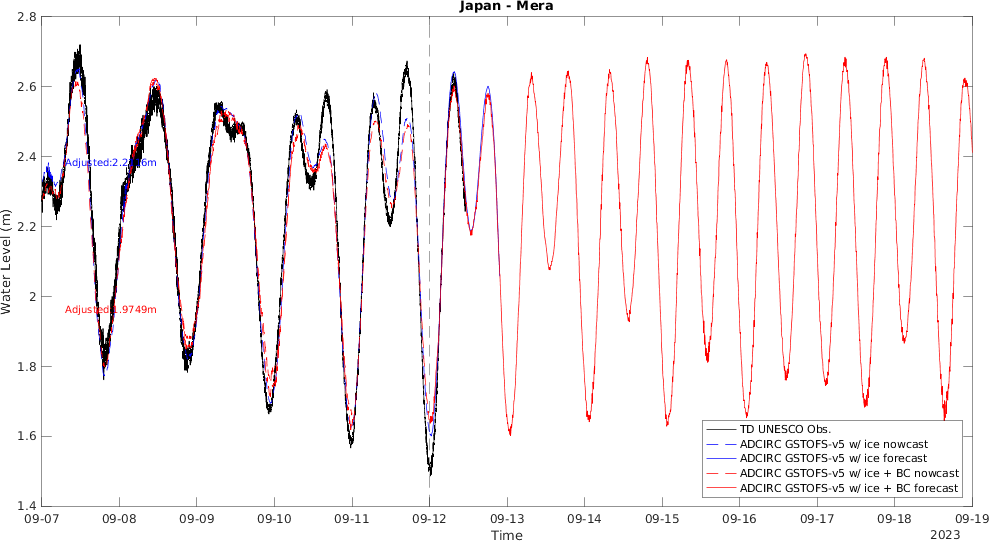 Japan - Mera
2.8
2.6
2.4
2.2
2
1.8
1.6
1.4
Water Level (m)
Adjusted:1.9749m
09-07 09-08 09-09 09-10 09-11 09-12 09-13 09-14 09-15 09-16 09-17 09-18 09-19
Time
2023
TD UNESCO Obs.
ADCIRC GSTOFS-v5 w/ ice nowcast
ADCIRC GSTOFS-v5 w/ ice forecast
ADCIRC GSTOFS-v5 w/ ice + BC nowcast
ADCIRC GSTOFS-v5 w/ ice + BC forecast